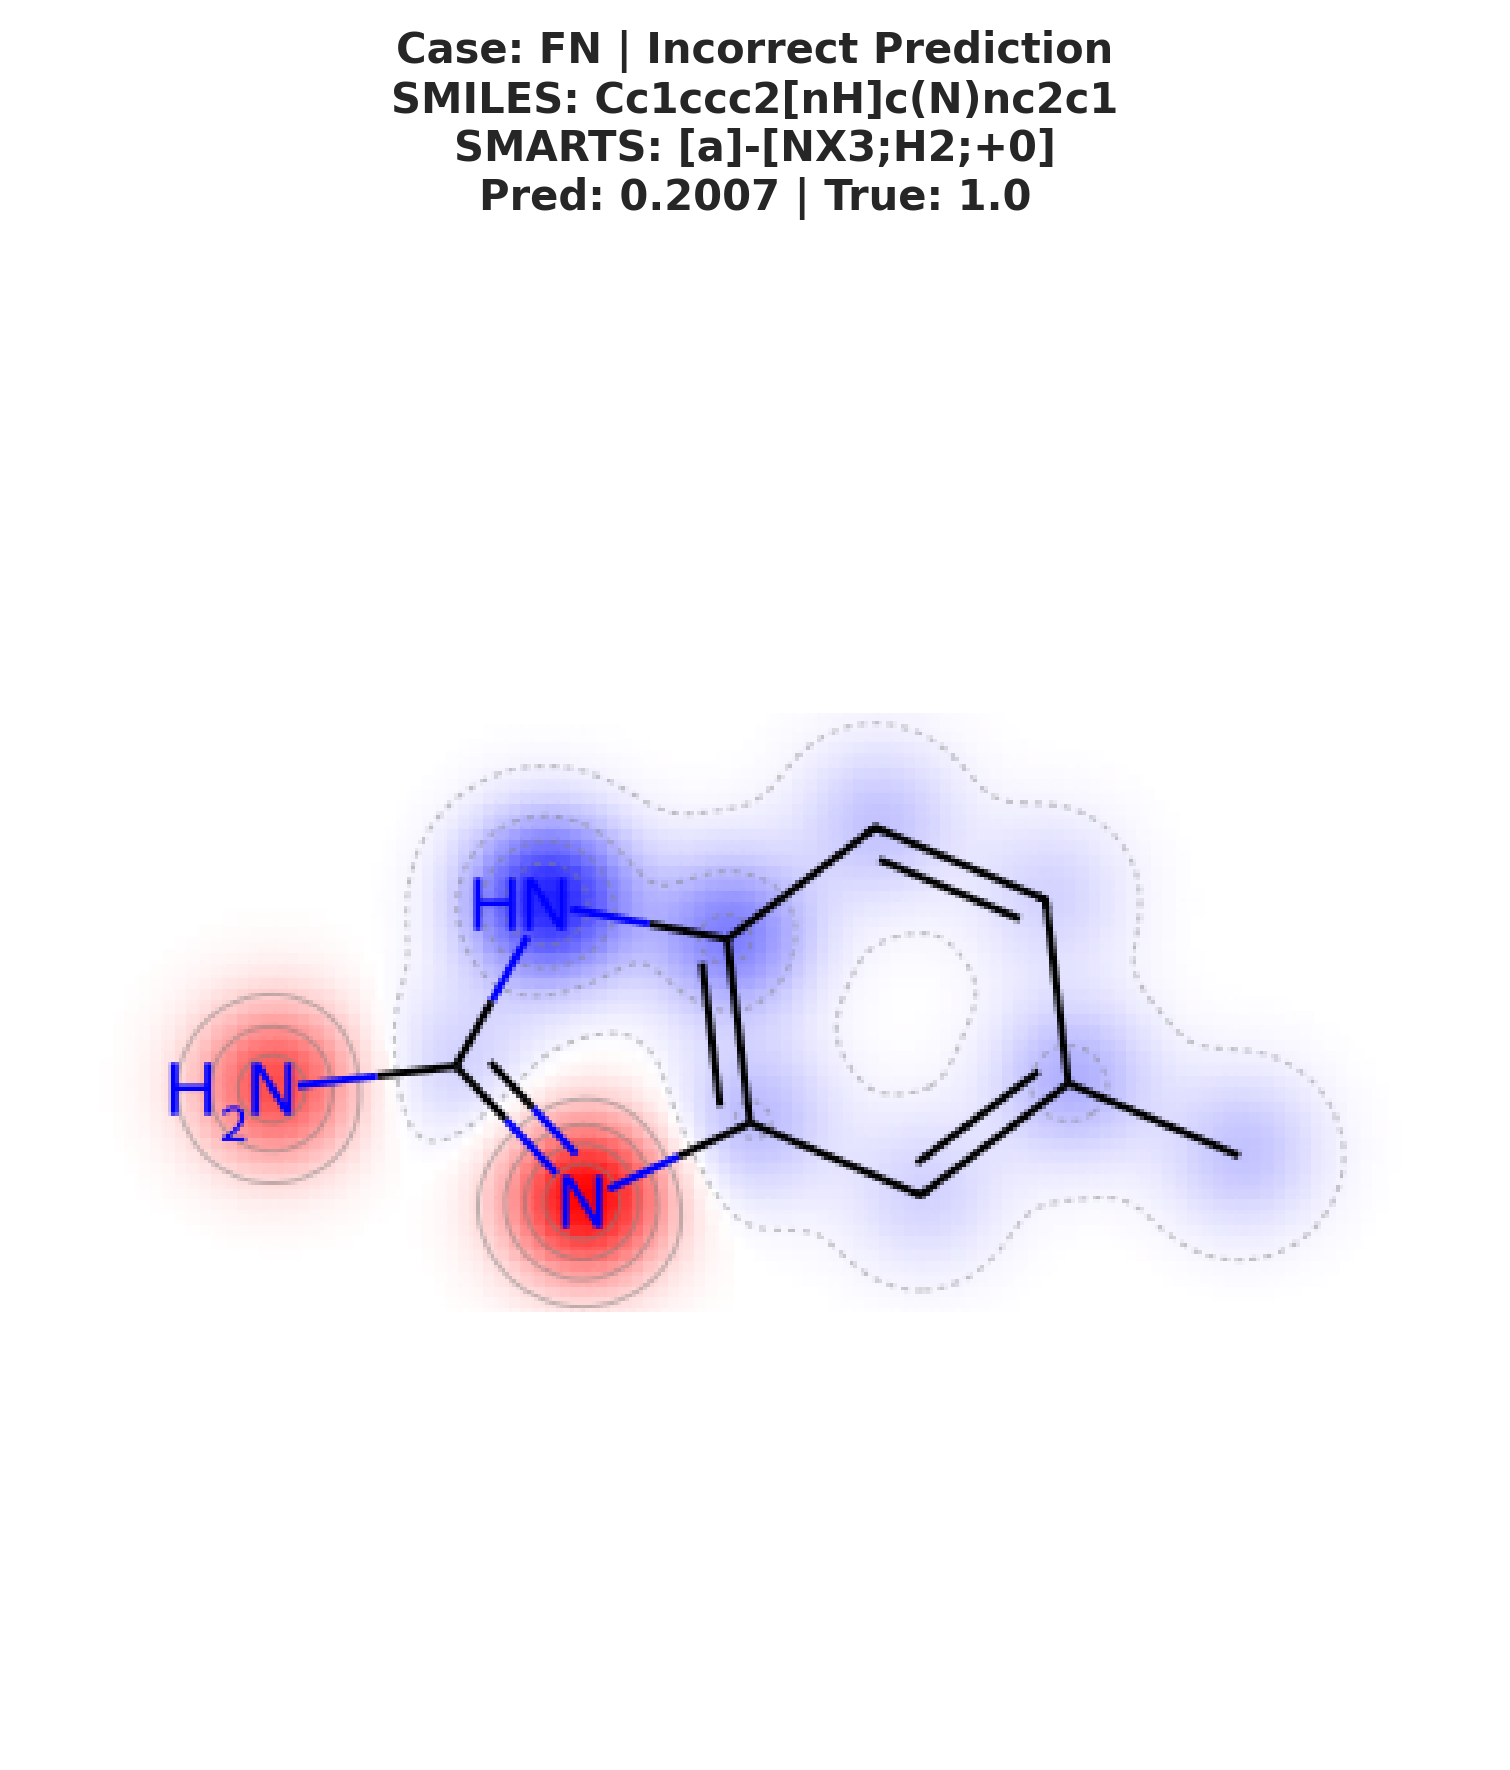 Case: FN | Incorrect Prediction
SMILES: Cc1ccc2[nH]c(N)nc2c1
SMARTS: [a]-[NX3;H2;+0]
Pred: 0.2007 | True: 1.0
HN
H2N
N